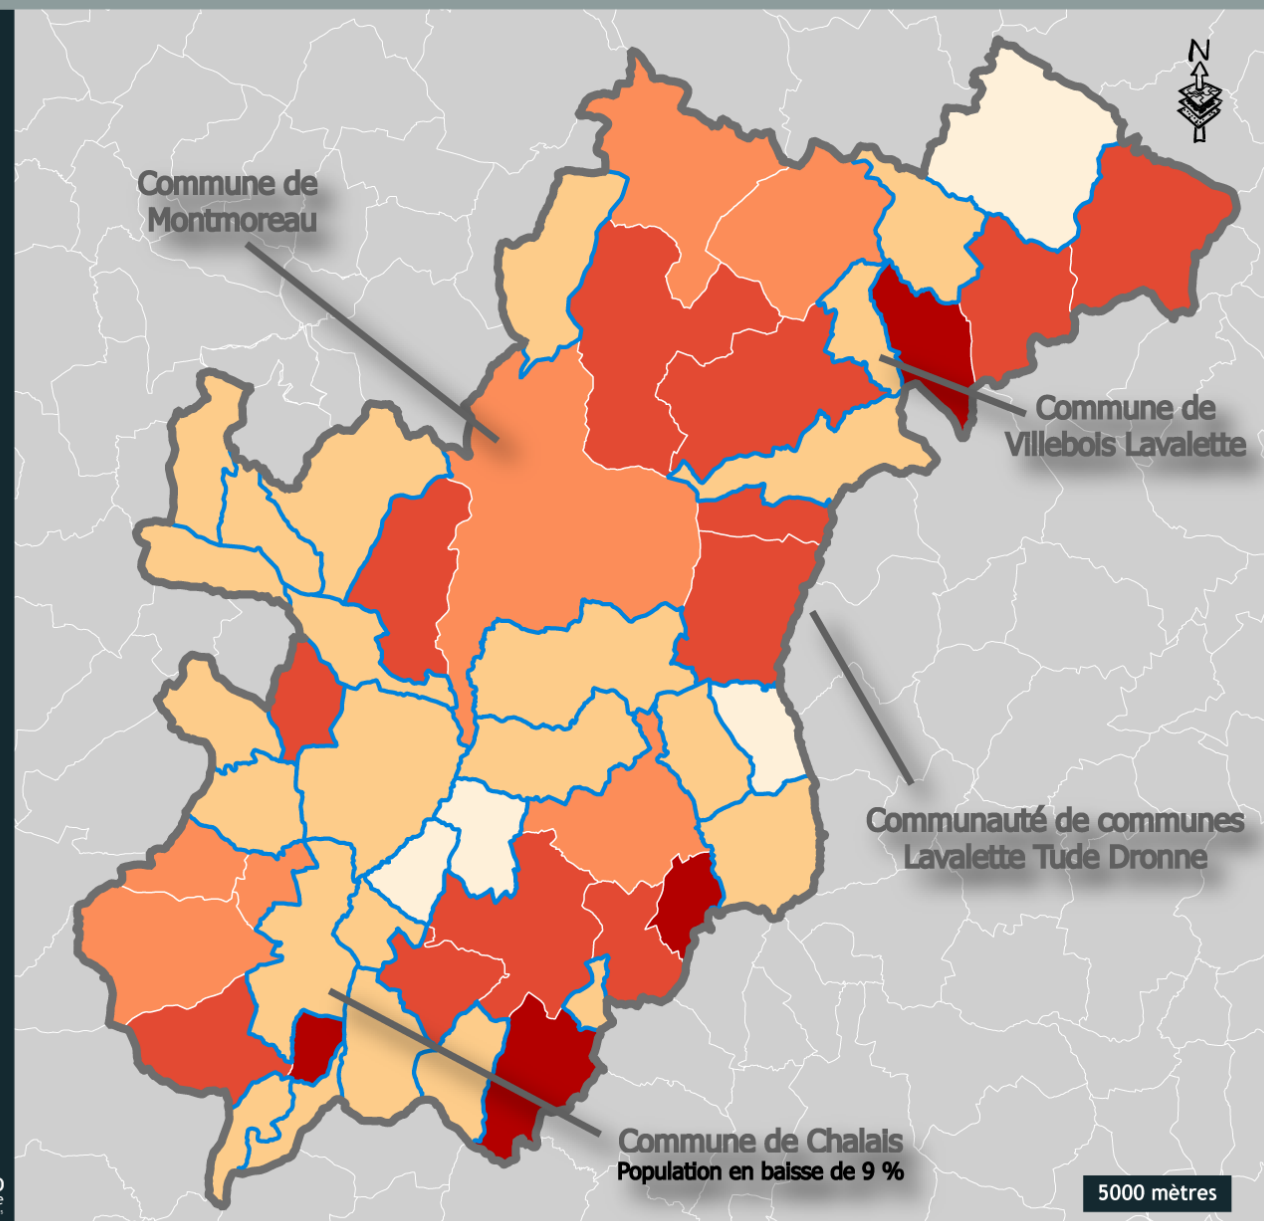 N
Commune de
Montmoreau
Commune de
Villebois Lavalette
Communauté de communes
Lavalette Tude Dronne
Commune de Chalais
Population en baisse de 9 %
5000 mètres